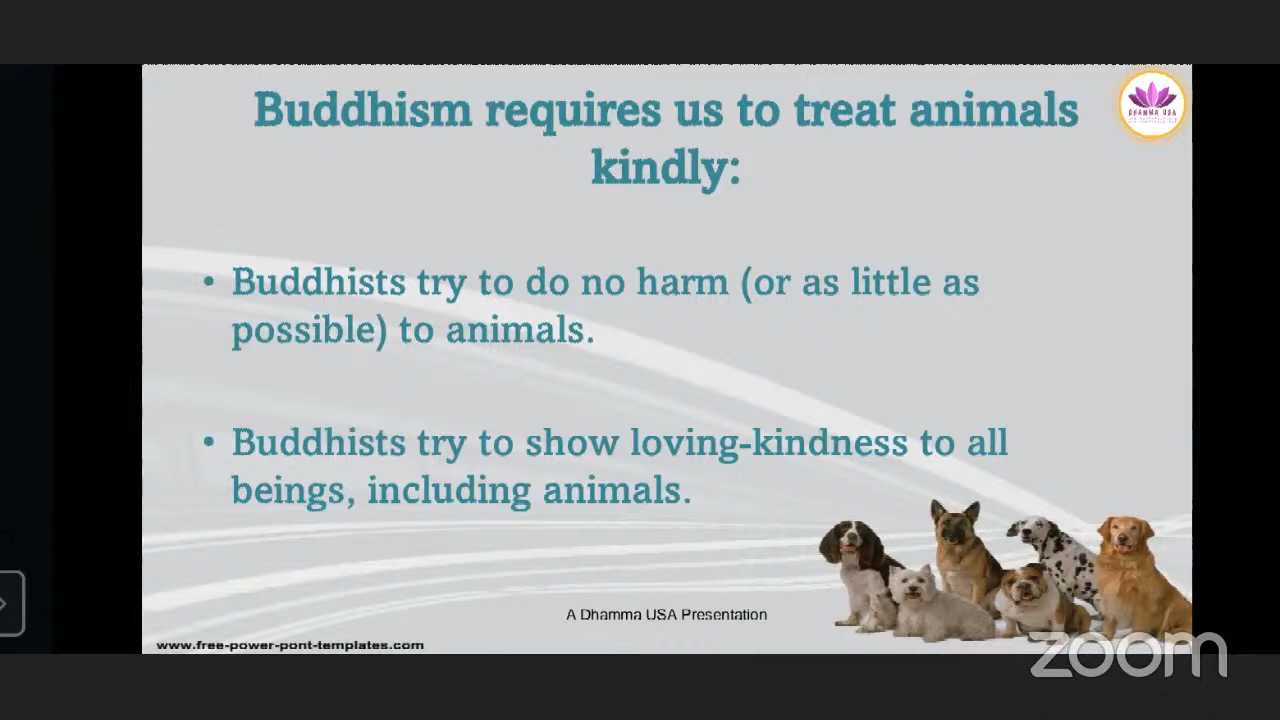 Buddhism requires us to treat animals
kindly:
DHAMMA USA
• Buddhists try to do no harm (or as little as
possible) to animals.
• Buddhists try to show loving-kindness to all
beings, including animals.
A Dhamma USA Presentation
www.free-power-pont-templates.com
zoom